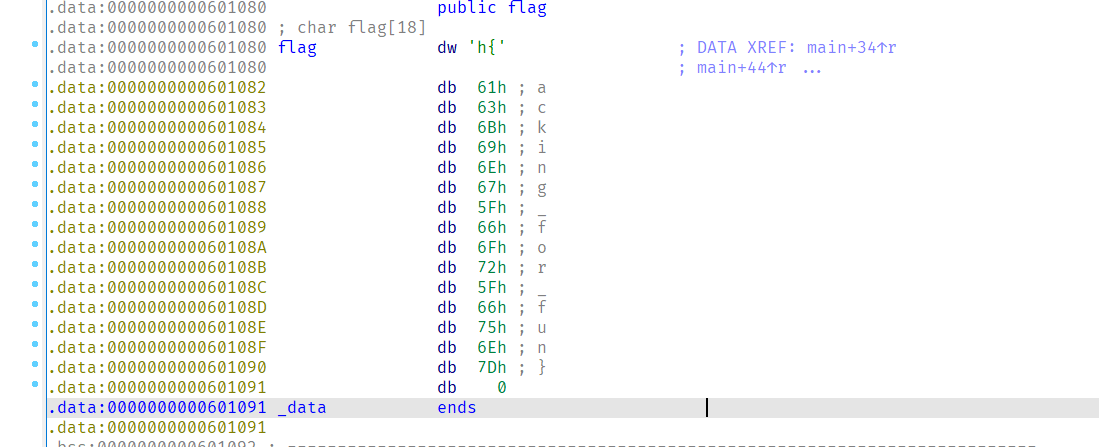 .data:0000000000601080 public flag
.data:0000000000601080 ; char flag[18]
.data:0000000000601080 flag dw 'h{' ; DATA XREF: main+34↑r
.data:0000000000601080 ; main+44↑r ...
.data:0000000000601082 db 61h ; a
.data:0000000000601083 db 63h ; c
.data:0000000000601084 db 6Bh ; k
.data:0000000000601085 db 69h ; i
.data:0000000000601086 db 6Eh ; n
.data:0000000000601087 db 67h ; g
.data:0000000000601088 db 5Fh ; _
.data:0000000000601089 db 66h ; f
.data:000000000060108A db 6Fh ; o
.data:000000000060108B db 72h ; r
.data:000000000060108C db 5Fh ; _
.data:000000000060108D db 66h ; f
.data:000000000060108E db 75h ; u
.data:000000000060108F db 6Eh ; n
.data:0000000000601090 db 7Dh ; }
.data:0000000000601091 db 0
.data:0000000000601091 _data ends
.data:0000000000601091